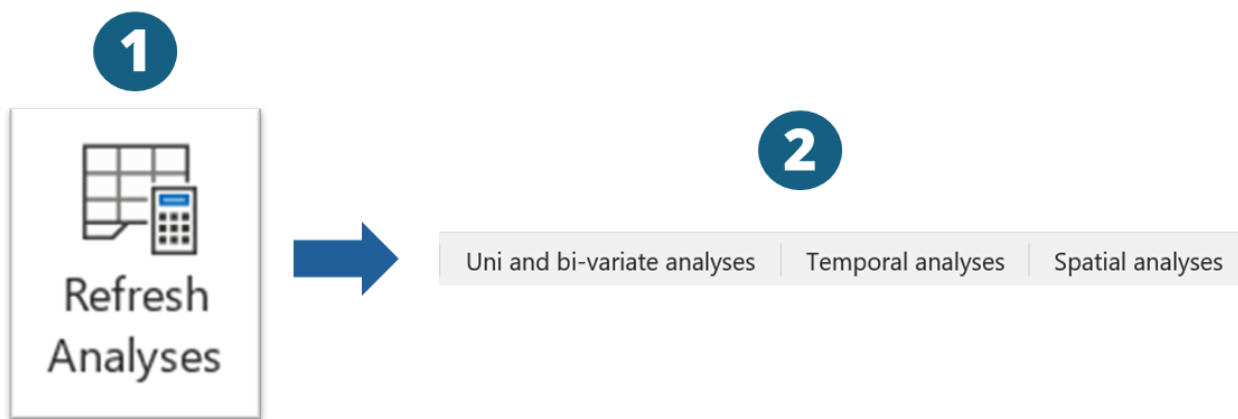 1
Refresh
Analyses
2
Uni and bi-variate analyses Temporal analyses Spatial analyses